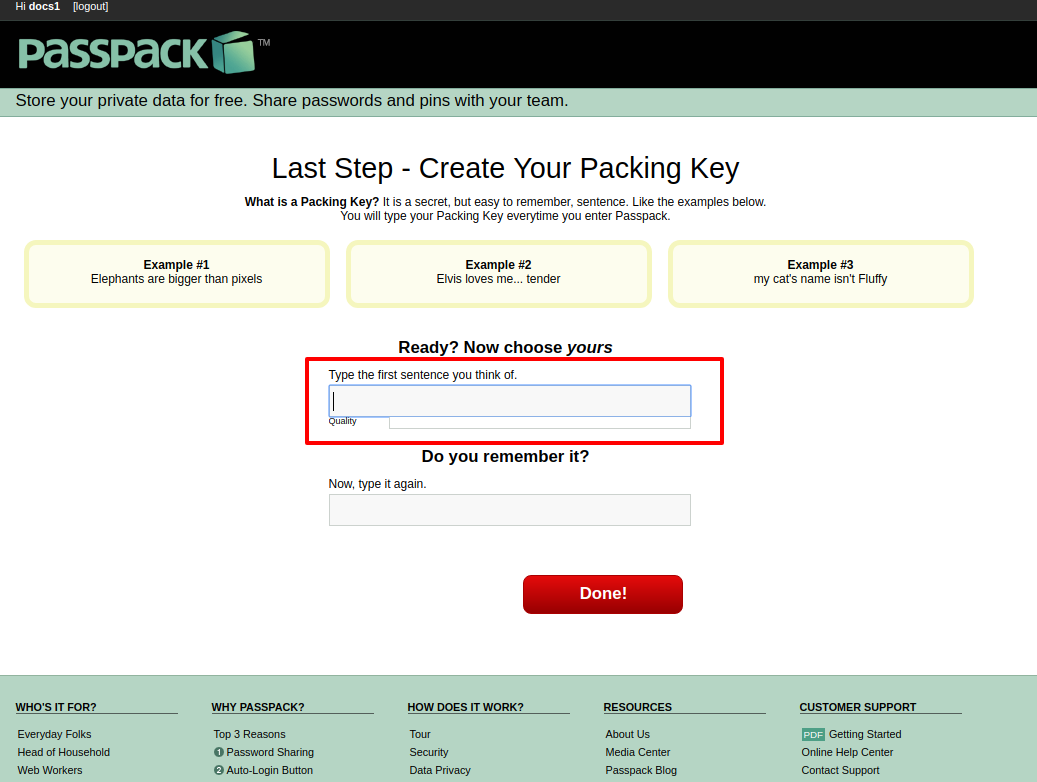 Hi docs1 [logout]
PASSPACK TM
Store your private data for free. Share passwords and pins with your team.
Last Step - Create Your Packing Key
What is a Packing Key? It is a secret, but easy to remember, sentence. Like the examples below.
You will type your Packing Key everytime you enter Passpack.
Example #1
Elephants are bigger than pixels
Example #2
Elvis loves me... tender
Example #3
my cat's name isn't Fluffy
Ready? Now choose yours
Type the first sentence you think of.
Quality
Do you remember it?
Now, type it again.
Done!
WHO'S IT FOR?
Everyday Folks
Head of Household
Web Workers
WHY PASSPACK?
Top 3 Reasons
1 Password Sharing
2 Auto-Login Button
HOW DOES IT WORK?
Tour
Security
Data Privacy
RESOURCES
About Us
Media Center
Passpack Blog
CUSTOMER SUPPORT
PDF Getting Started
Online Help Center
Contact Support